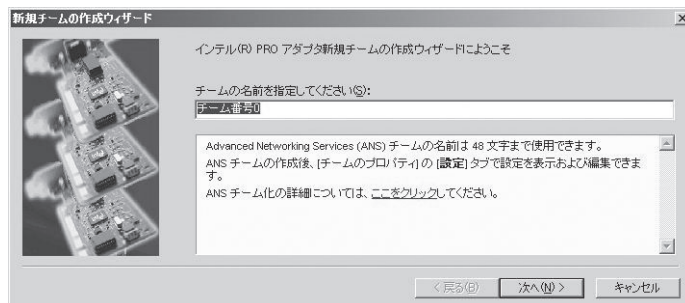 新規チームの作成ウィザード
インテル(R) PRO アダプタ新規チームの作成ウィザードにようこそ
チームの名前を指定してください(S):
チーム番号0
Advanced Networking Services (ANS) チームの名前は 48 文字まで使用できます。
ANS チームの作成後、[チームのプロパティ] の [設定] タブで設定を表示および編集できま
す。
ANS チーム化の詳細については、ここをクリックしてください。
< 戻る(B)
次へ(N) >
キャンセル